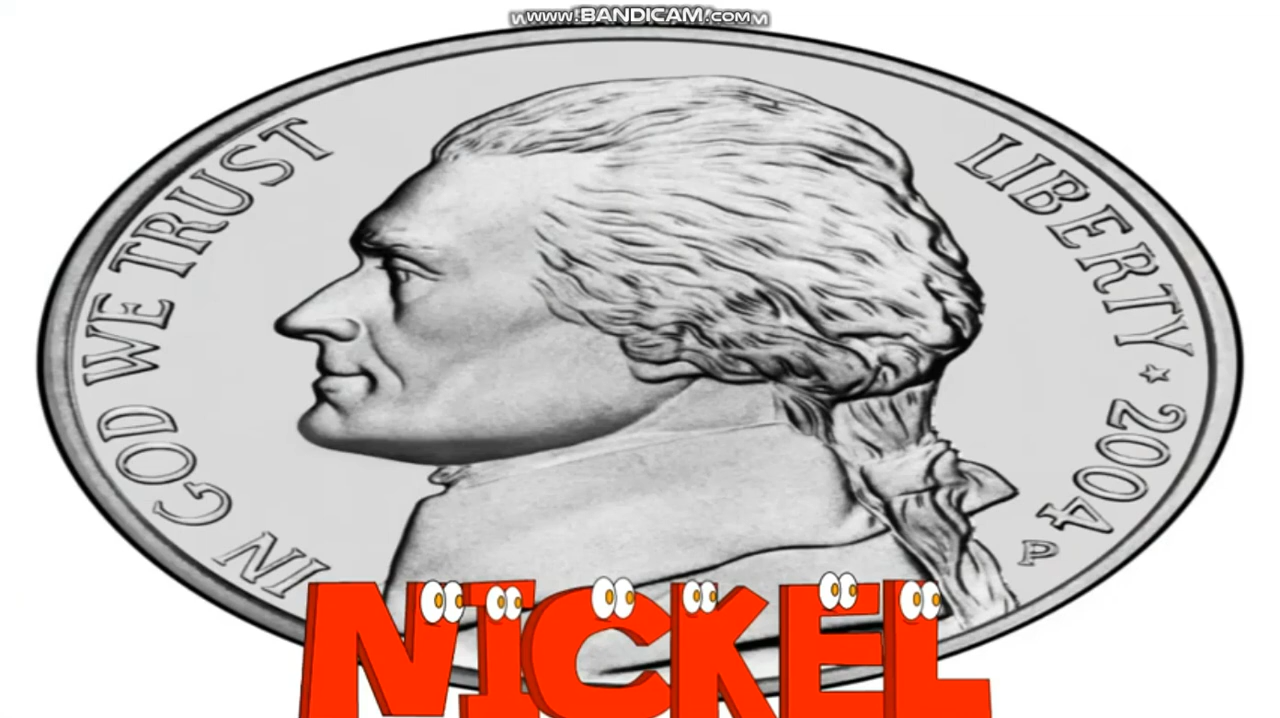 www.BANDICAM.com
IN GOD WE TRUST
LIBERTY ★ 2004
P
NICKEL